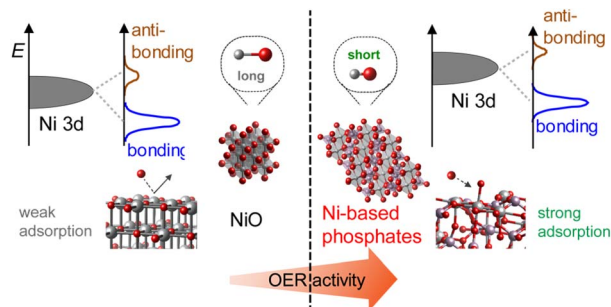 E
anti-
bonding
Ni 3d
bonding
long
weak
adsorption
NiO
short
anti-
bonding
Ni 3d
bonding
Ni-based
phosphates
strong
adsorption
OER activity